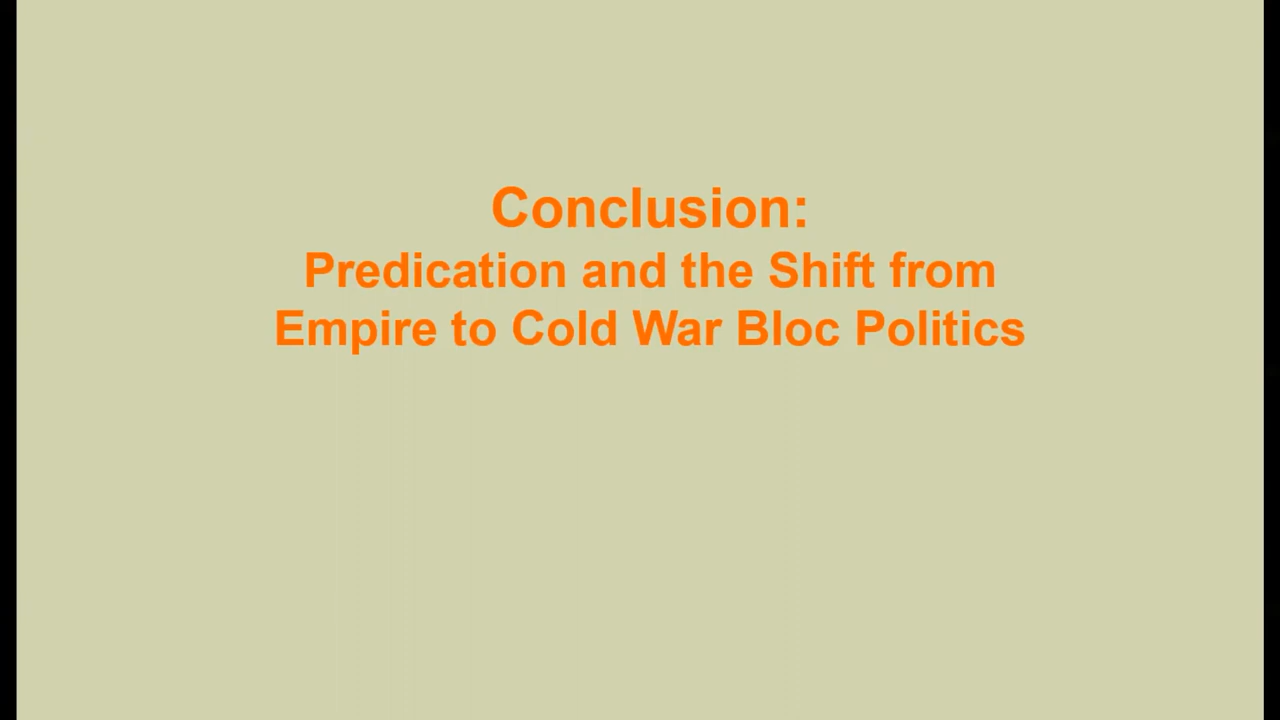 Conclusion:
Predication and the Shift from
Empire to Cold War Bloc Politics